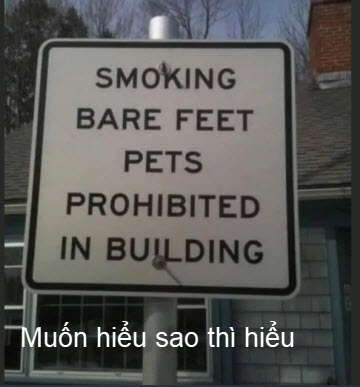 SMOKING
BARE FEET
PETS
PROHIBITED
IN BUILDING
Muốn hiểu sao thì hiểu